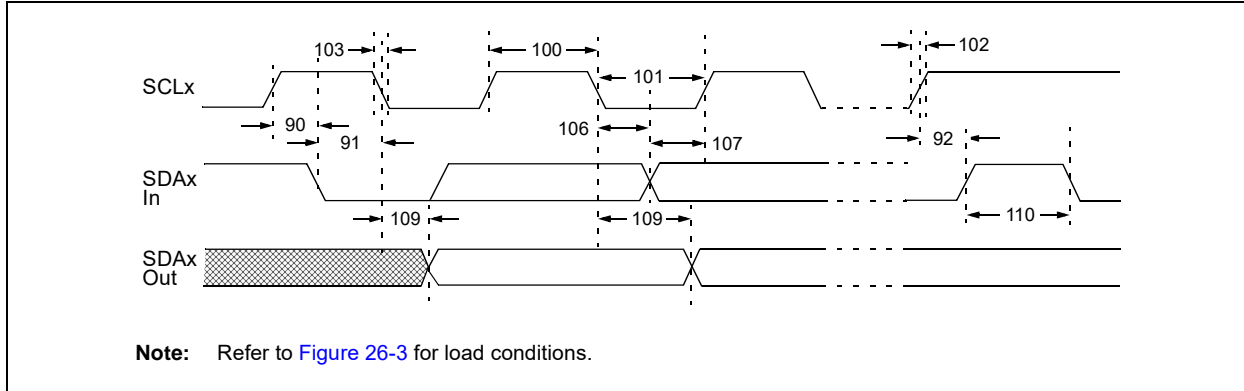 103
100
102
101
SCLx
90
106
91
107
92
SDAx
In
109
109
110
SDAx
Out
Note: Refer to Figure 26-3 for load conditions.